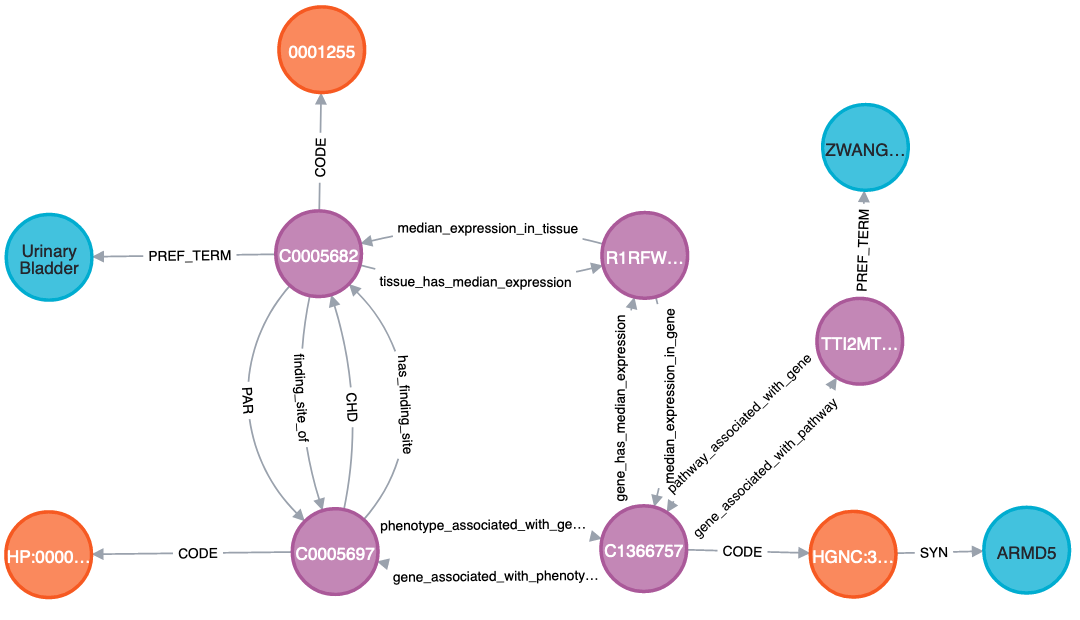 0001255
CODE
ZWANG…
PREF_TERM
Urinary
Bladder
PREF_TERM
C0005682
median_expression_in_tissue
tissue_has_median_expression
R1RFW…
TTI2MT…
PAR
finding_site_of
CHD
has_finding_site
gene_has_median_expression
median_expression_in_gene
pathway_associated_with_gene
gene_associated_with_pathway
HP:0000…
CODE
C0005697
phenotype_associated_with_ge…
gene_associated_with_phenoty…
C1366757
CODE
HGNC:3…
SYN
ARMD5